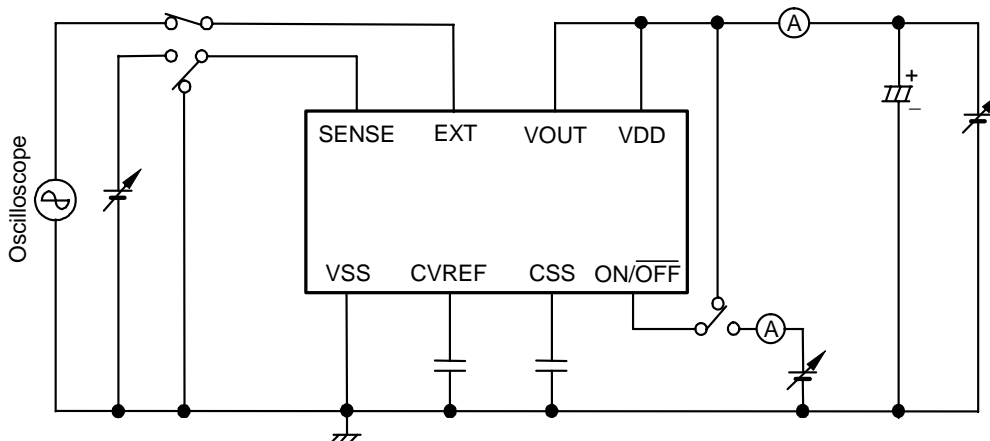 A
+
−
SENSE EXT VOUT VDD
Oscilloscope
VSS CVREF CSS ON/OFF
A